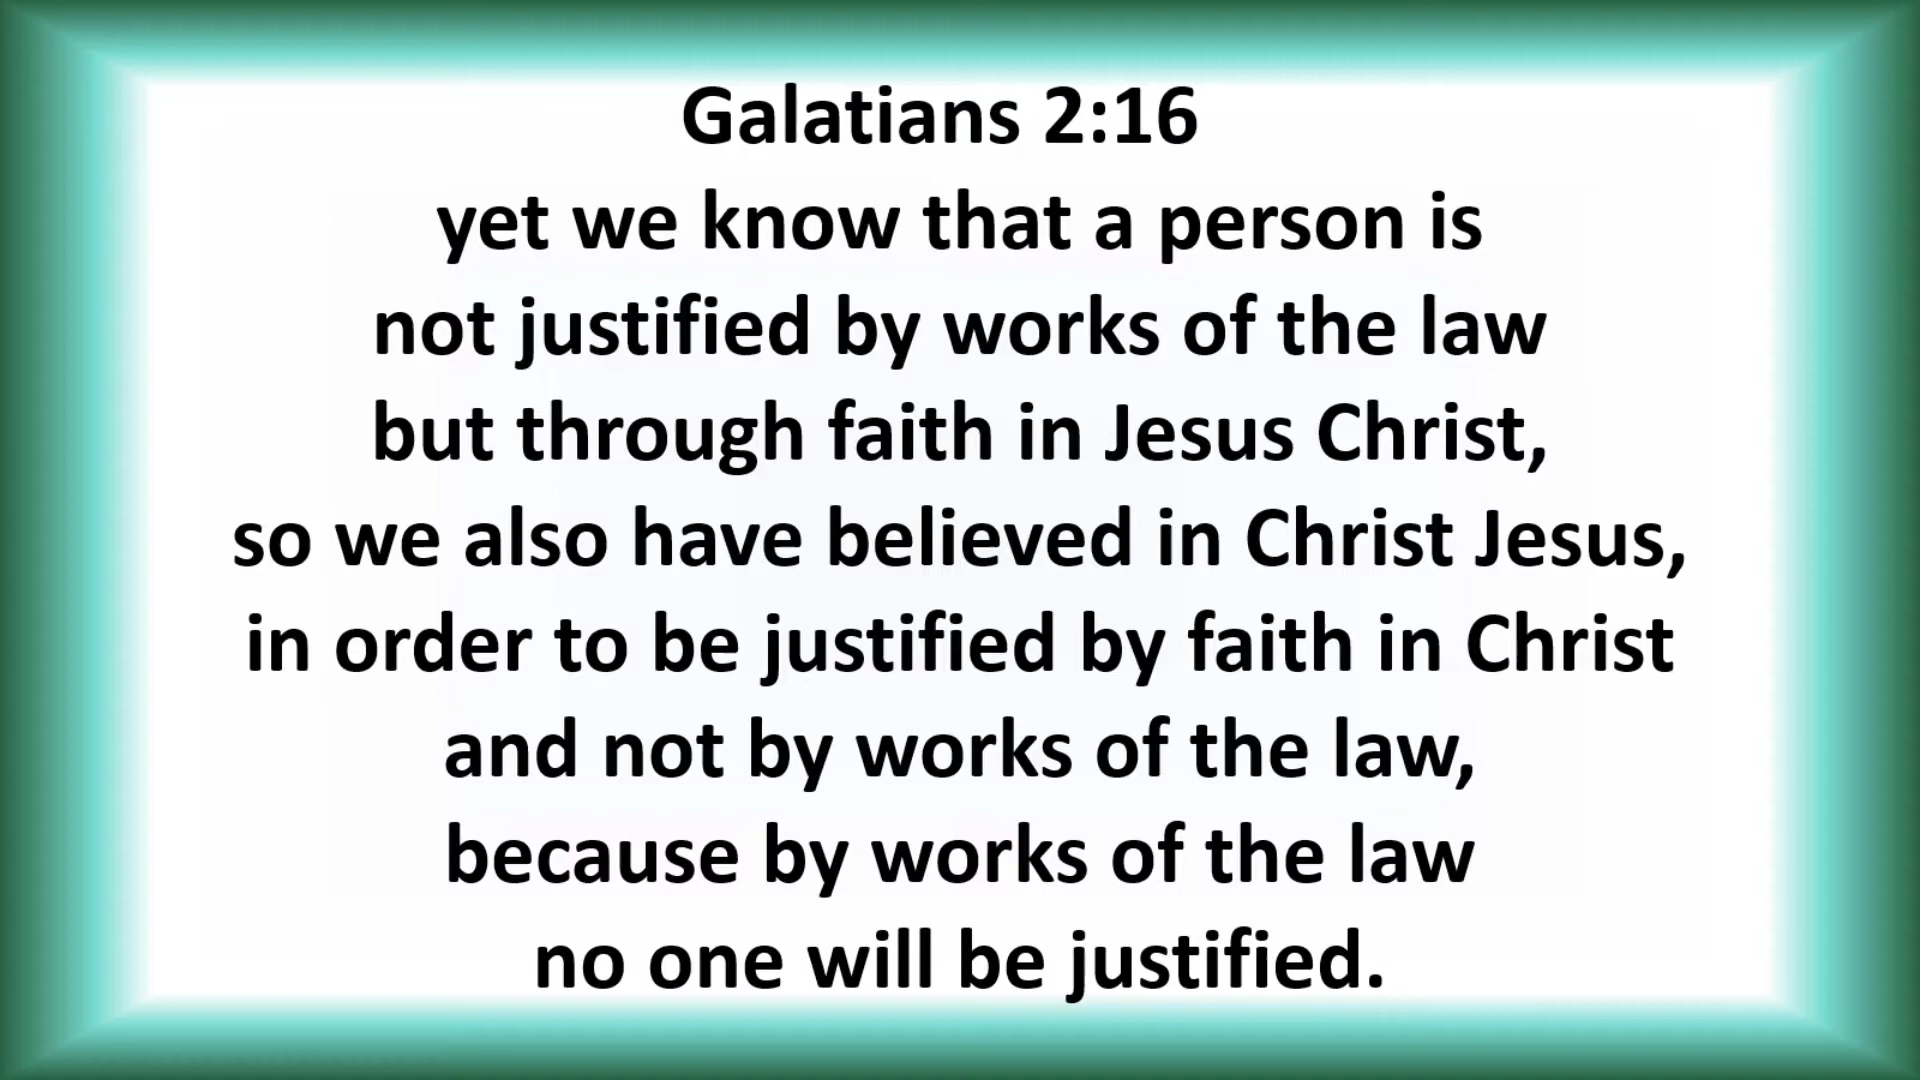 Galatians 2:16
yet we know that a person is
not justified by works of the law
but through faith in Jesus Christ,
so we also have believed in Christ Jesus,
in order to be justified by faith in Christ
and not by works of the law,
because by works of the law
no one will be justified.